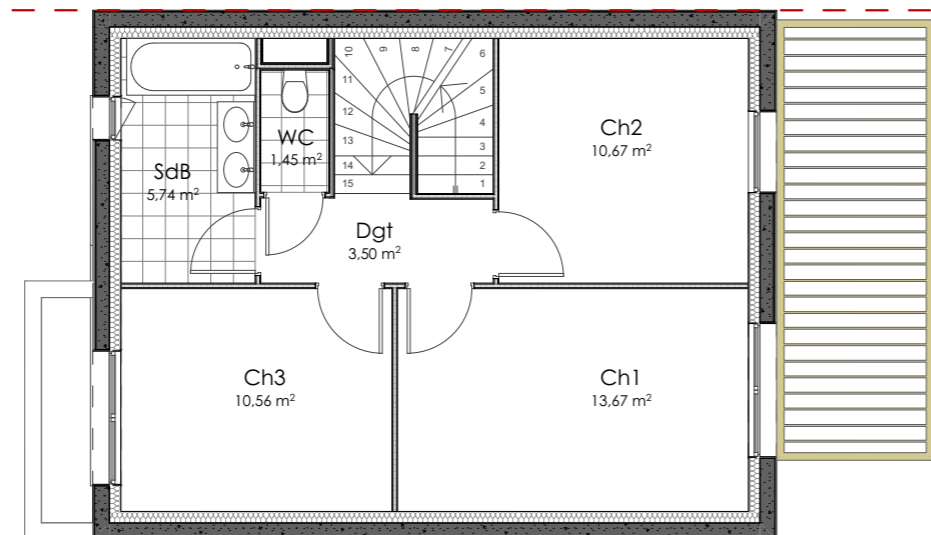 10
9
8
7
6
11
5
12
4
13
3
14
2
15
1
WC
1,45 m²
SdB
5,74 m²
Ch2
10,67 m²
Dgt
3,50 m²
Ch3
10,56 m²
Ch1
13,67 m²